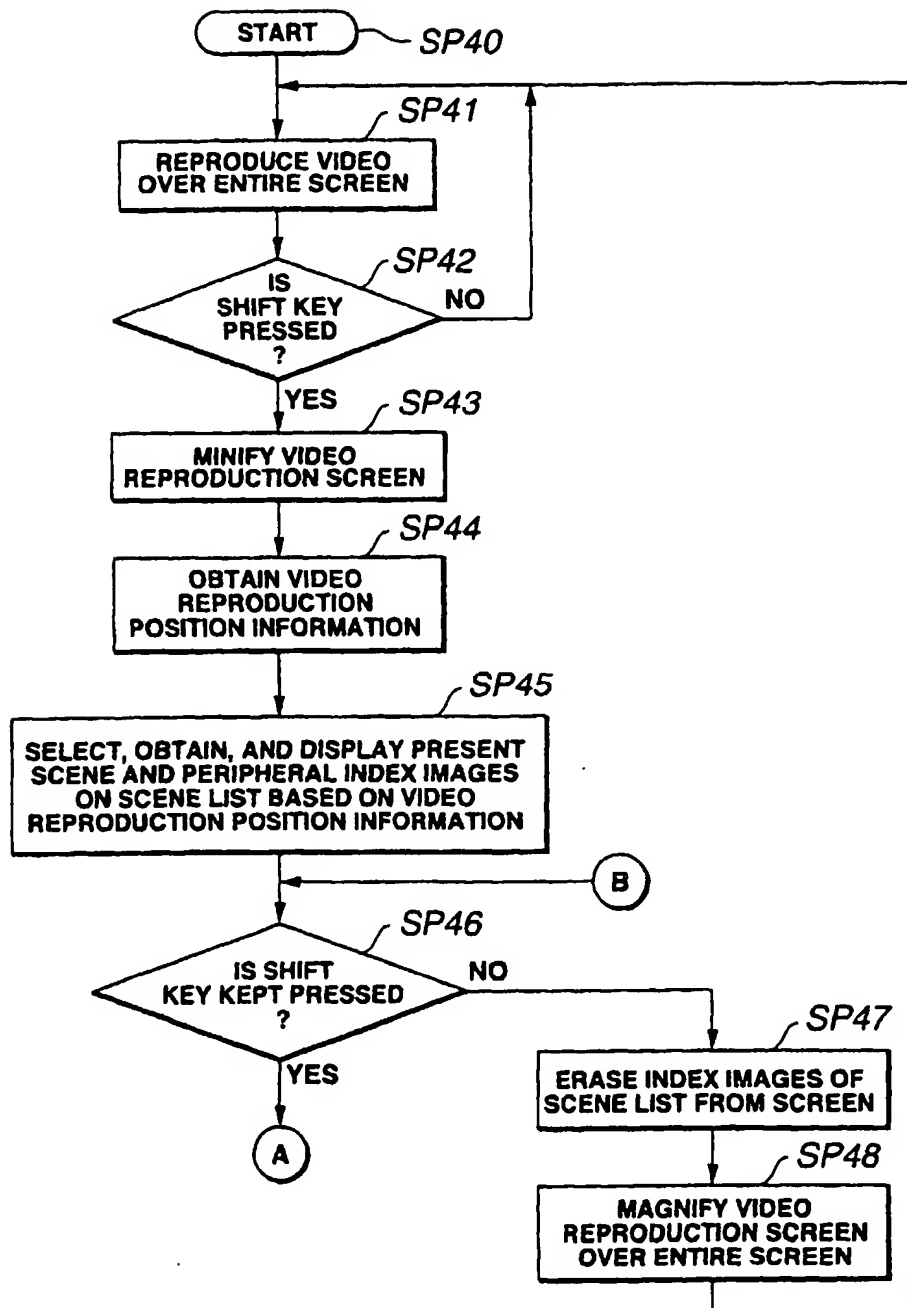 START
SP40
SP41
REPRODUCE VIDEO
OVER ENTIRE SCREEN
SP42
IS
SHIFT KEY
PRESSED
?
NO
YES
SP43
MINIFY VIDEO
REPRODUCTION SCREEN
SP44
OBTAIN VIDEO
REPRODUCTION
POSITION INFORMATION
SP45
SELECT, OBTAIN, AND DISPLAY PRESENT
SCENE AND PERIPHERAL INDEX IMAGES
ON SCENE LIST BASED ON VIDEO
REPRODUCTION POSITION INFORMATION
B
SP46
IS SHIFT
KEY KEPT PRESSED
?
NO
YES
A
SP47
ERASE INDEX IMAGES OF
SCENE LIST FROM SCREEN
SP48
MAGNIFY VIDEO
REPRODUCTION SCREEN
OVER ENTIRE SCREEN